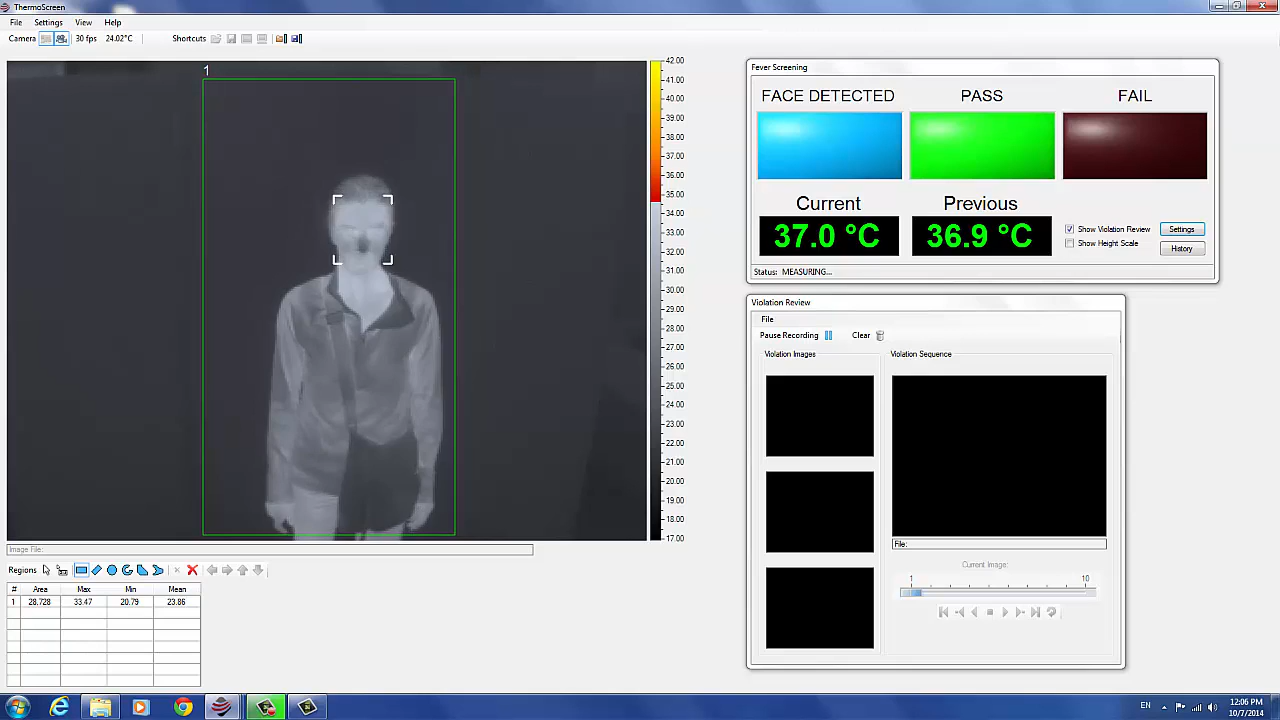 ThermoScreen
File Settings View Help
Camera 30 fps 24.02°C Shortcuts
1
42.00
41.00
40.00
39.00
38.00
37.00
36.00
35.00
34.00
33.00
32.00
31.00
30.00
29.00
28.00
27.00
26.00
25.00
24.00
23.00
22.00
21.00
20.00
19.00
18.00
17.00
Image File:
Regions
# Area Max Min Mean
1 28.728 33.47 20.79 23.86
Fever Screening
FACE DETECTED PASS FAIL
Current Previous
37.0 °C 36.9 °C
Show Violation Review Settings
Show Height Scale History
Status: MEASURING...
Violation Review
File
Pause Recording Clear
Violation Images Violation Sequence
File:
Current Image:
1 10
EN 12:06 PM
10/7/2014